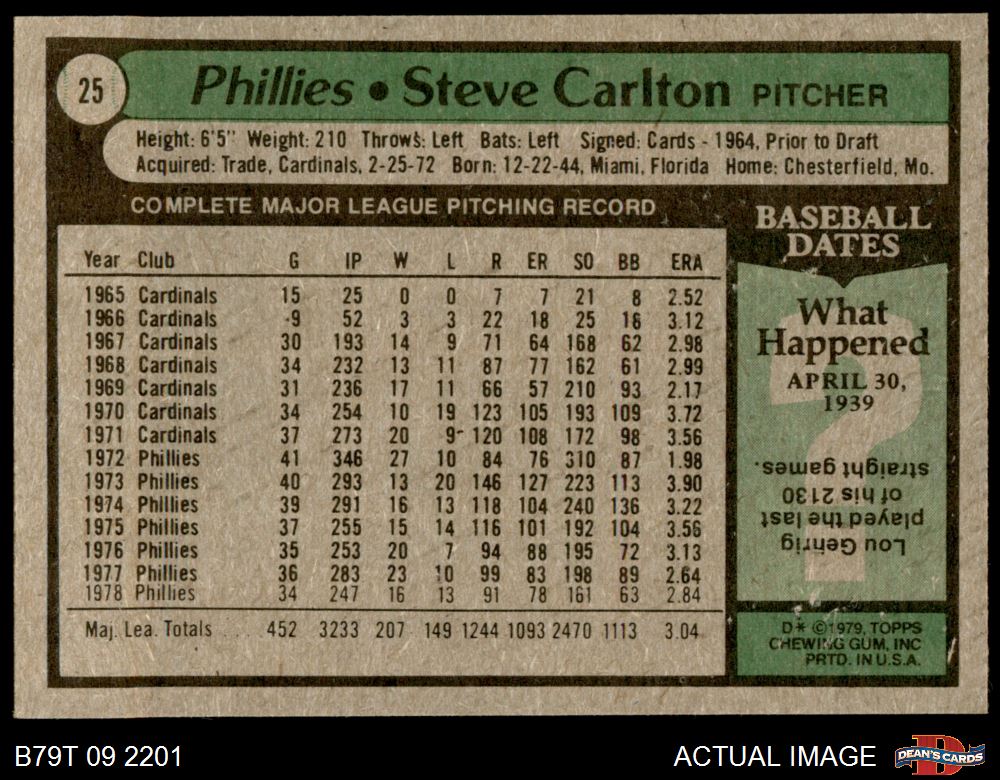 25
Phillies • Steve Carlton PITCHER
Height: 6'5" Weight: 210 Throws: Left Bats: Left Signed: Cards - 1964, Prior to Draft
Acquired: Trade, Cardinals, 2-25-72 Born: 12-22-44, Miami, Florida Home: Chesterfield, Mo.
COMPLETE MAJOR LEAGUE PITCHING RECORD
Year Club G IP W L R ER SO BB ERA
1965 Cardinals 15 25 0 0 7 7 21 8 2.52
1966 Cardinals 9 52 3 3 22 18 25 18 3.12
1967 Cardinals 30 193 14 9 71 64 168 62 2.98
1968 Cardinals 34 232 13 11 87 77 162 61 2.99
1969 Cardinals 31 236 17 11 66 57 210 93 2.17
1970 Cardinals 34 254 10 19 123 105 193 109 3.72
1971 Cardinals 37 273 20 9 120 108 172 98 3.56
1972 Phillies 41 346 27 10 84 76 310 87 1.98
1973 Phillies 40 293 13 20 146 127 223 113 3.90
1974 Phillies 39 291 16 13 118 104 240 136 3.22
1975 Phillies 37 255 15 14 116 101 192 104 3.56
1976 Phillies 35 253 20 7 94 88 195 72 3.13
1977 Phillies 36 283 23 10 99 83 198 89 2.64
1978 Phillies 34 247 16 13 91 78 161 63 2.84
Maj. Lea. Totals ... 452 3233 207 149 1244 1093 2470 1113 3.04
BASEBALL
DATES
What
Happened
APRIL 30,
1939
Lou Gehrig
played the last
of his 2130
straight games.
D* ©1979, TOPPS
CHEWING GUM, INC
PRTD. IN U.S.A.
B79T 09 2201
ACTUAL IMAGE
D
DEAN'S CARDS